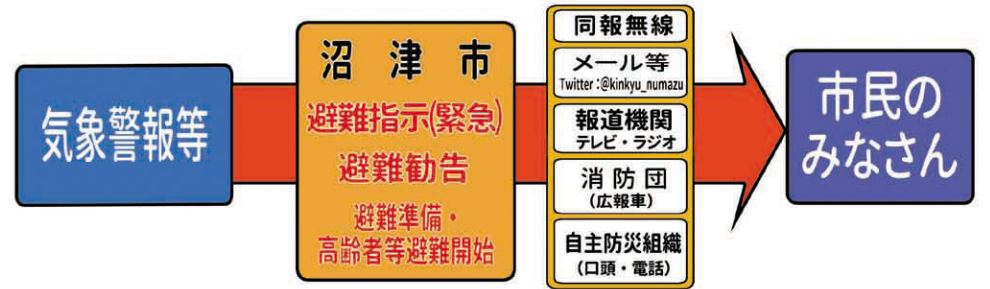 気象警報等
沼津市
避難指示(緊急)
避難勧告
避難準備・
高齢者等避難開始
同報無線
メール等
Twitter:@kinkyu_numazu
報道機関
テレビ・ラジオ
消防団
(広報車)
自主防災組織
(口頭・電話)
市民の
みなさん